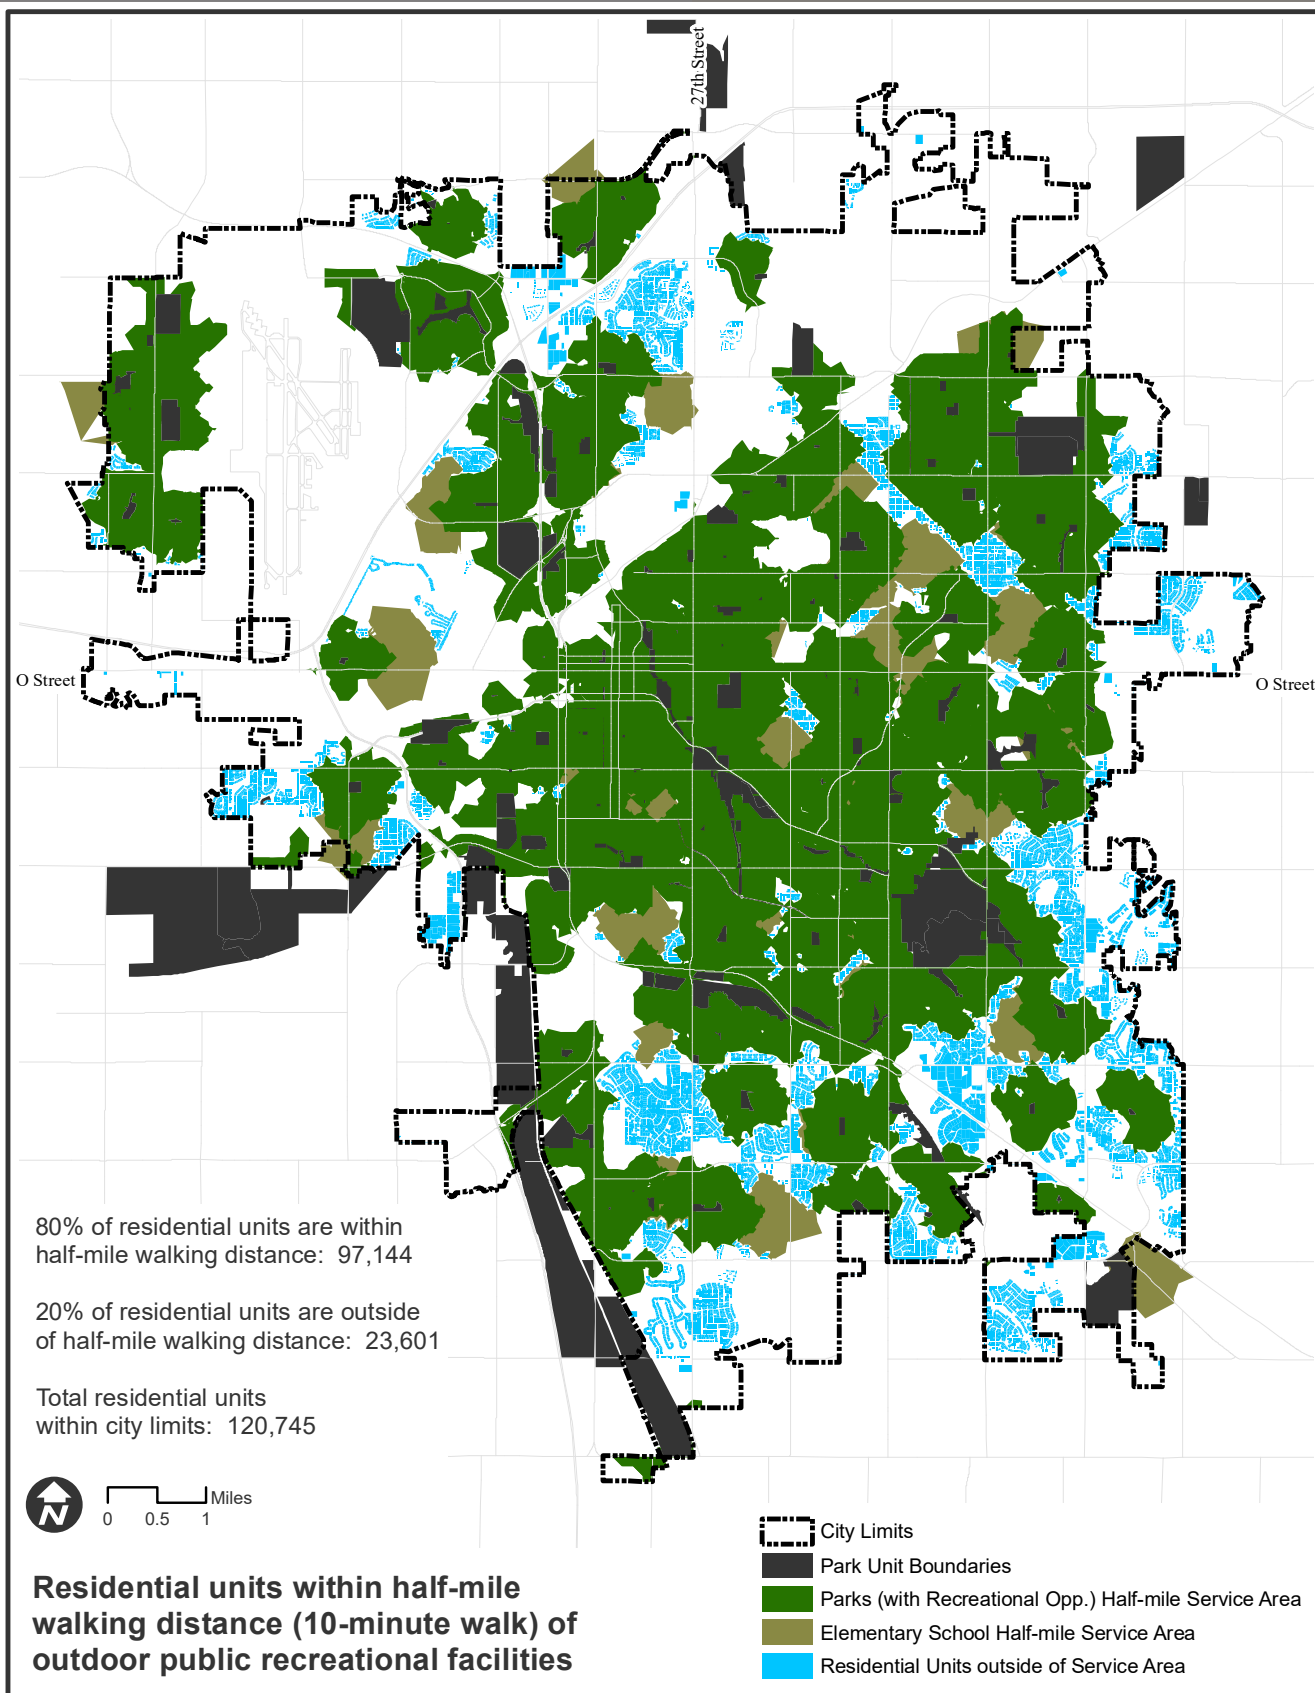 27th Street
O Street
O Street
80% of residential units are within
half-mile walking distance: 97,144
20% of residential units are outside
of half-mile walking distance: 23,601
Total residential units
within city limits: 120,745
N
Miles
0 0.5 1
Residential units within half-mile
walking distance (10-minute walk) of
outdoor public recreational facilities
City Limits
Park Unit Boundaries
Parks (with Recreational Opp.) Half-mile Service Area
Elementary School Half-mile Service Area
Residential Units outside of Service Area